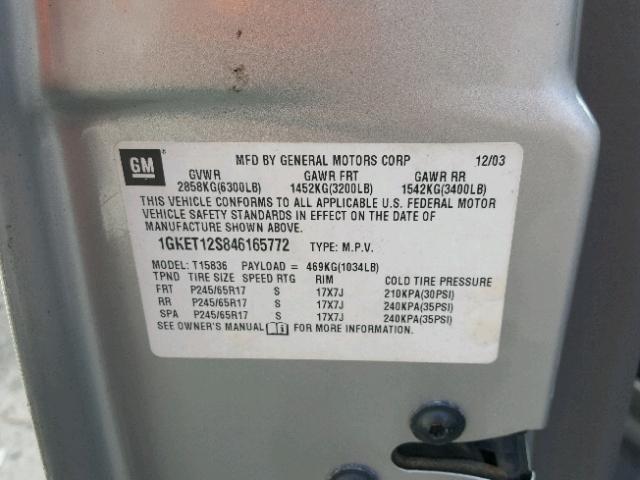 GM
MFD BY GENERAL MOTORS CORP 12/03
GVWR GAWR FRT GAWR RR
2858KG(6300LB) 1452KG(3200LB) 1542KG(3400LB)
THIS VEHICLE CONFORMS TO ALL APPLICABLE U.S. FEDERAL MOTOR
VEHICLE SAFETY STANDARDS IN EFFECT ON THE DATE OF
MANUFACTURE SHOWN ABOVE.
1GKET12S846165772 TYPE: M.P.V.
MODEL: T15836 PAYLOAD = 469KG(1034LB)
TPND TIRE SIZE SPEED RTG RIM COLD TIRE PRESSURE
FRT P245/65R17 S 17X7J 210KPA(30PSI)
RR P245/65R17 S 17X7J 240KPA(35PSI)
SPA P245/65R17 S 17X7J 240KPA(35PSI)
SEE OWNER'S MANUAL FOR MORE INFORMATION.